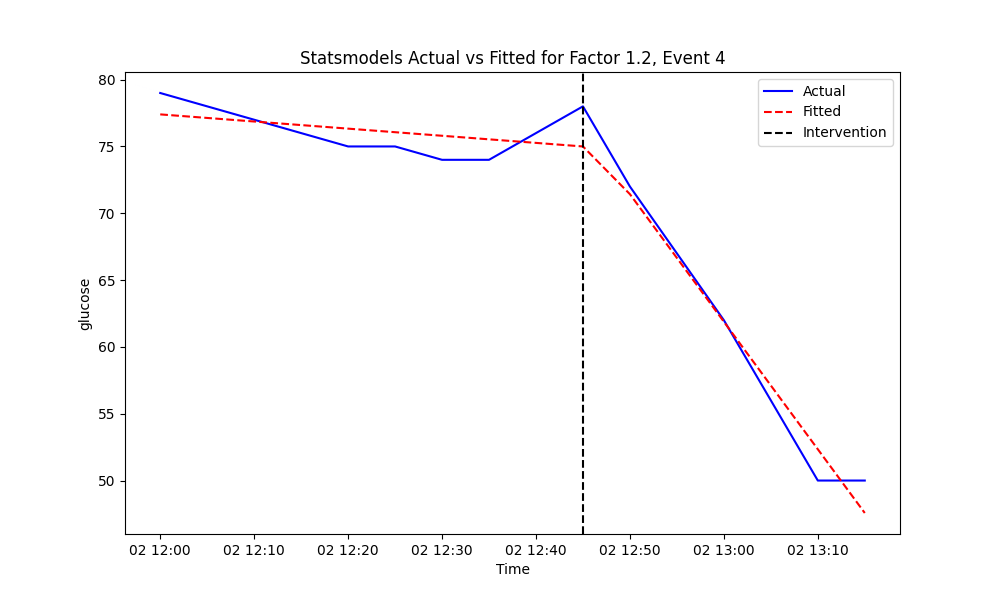 Statsmodels Actual vs Fitted for Factor 1.2, Event 4
Actual
Fitted
Intervention
80
75
70
65
60
55
50
glucose
02 12:00 02 12:10 02 12:20 02 12:30 02 12:40 02 12:50 02 13:00 02 13:10
Time